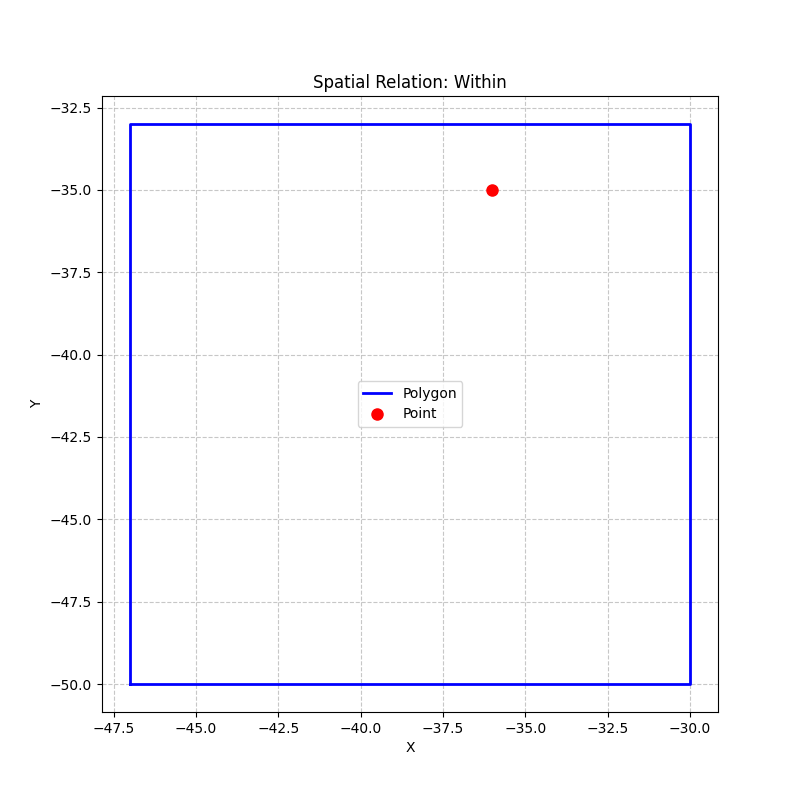 Spatial Relation: Within
−32.5
−35.0
−37.5
−40.0
−42.5
−45.0
−47.5
−50.0
Y
Polygon
Point
−47.5 −45.0 −42.5 −40.0 −37.5 −35.0 −32.5 −30.0
X